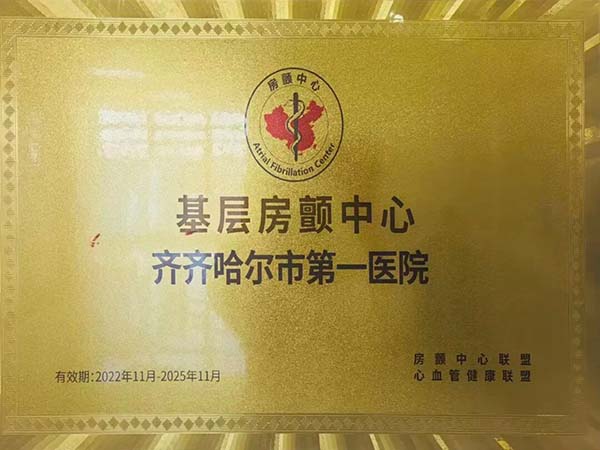 房颤中心
Atrial Fibrillation Center
基层房颤中心
齐齐哈尔市第一医院
有效期:2022年11月-2025年11月
房颤中心联盟
心血管健康联盟